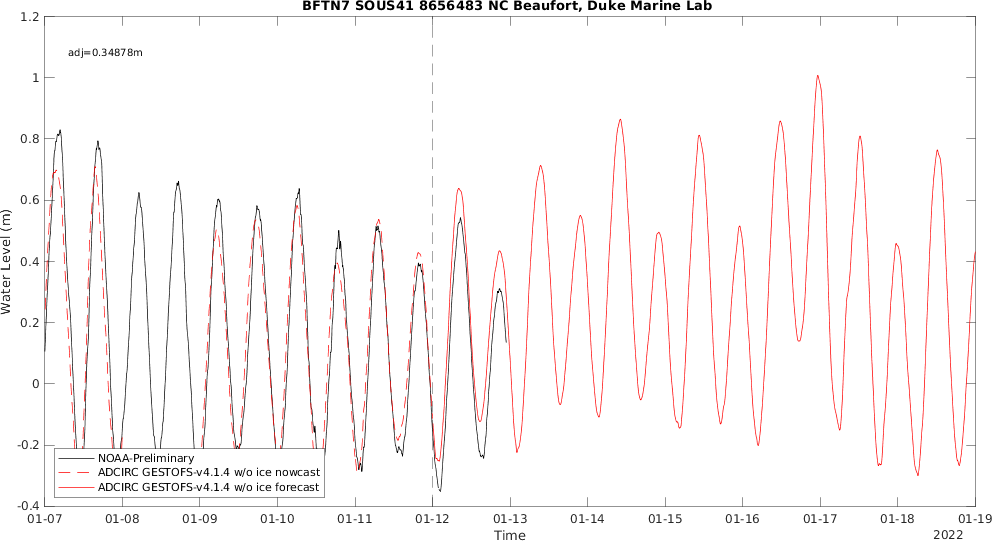 BFTN7 SOUS41 8656483 NC Beaufort, Duke Marine Lab
adj=0.34878m
1.2
1
0.8
0.6
0.4
0.2
0
-0.2
-0.4
Water Level (m)
NOAA-Preliminary
ADCIRC GESTOFS-v4.1.4 w/o ice nowcast
ADCIRC GESTOFS-v4.1.4 w/o ice forecast
01-07 01-08 01-09 01-10 01-11 01-12 01-13 01-14 01-15 01-16 01-17 01-18 01-19
Time
2022